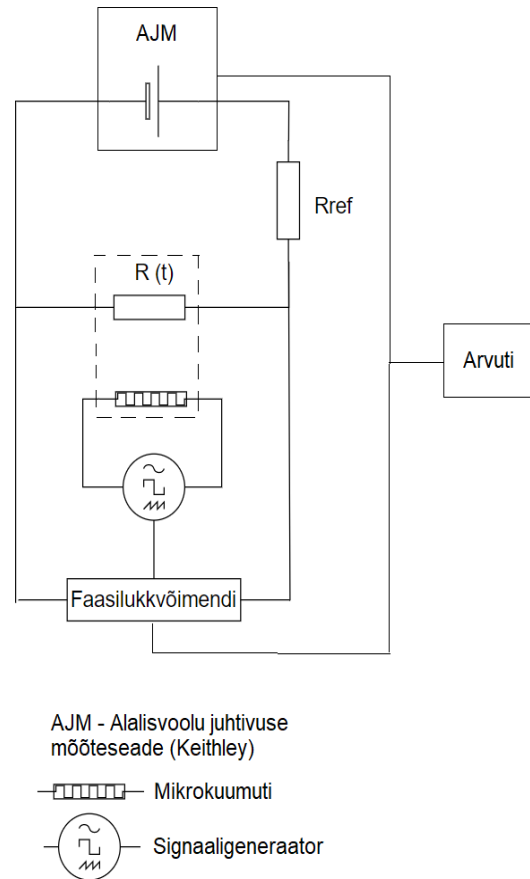 AJM
Rref
R (t)
Arvuti
Faasilukkvõimendi
AJM - Alalisvoolu juhtivuse
mõõteseade (Keithley)
Mikrokuumuti
Signaaligeneraator